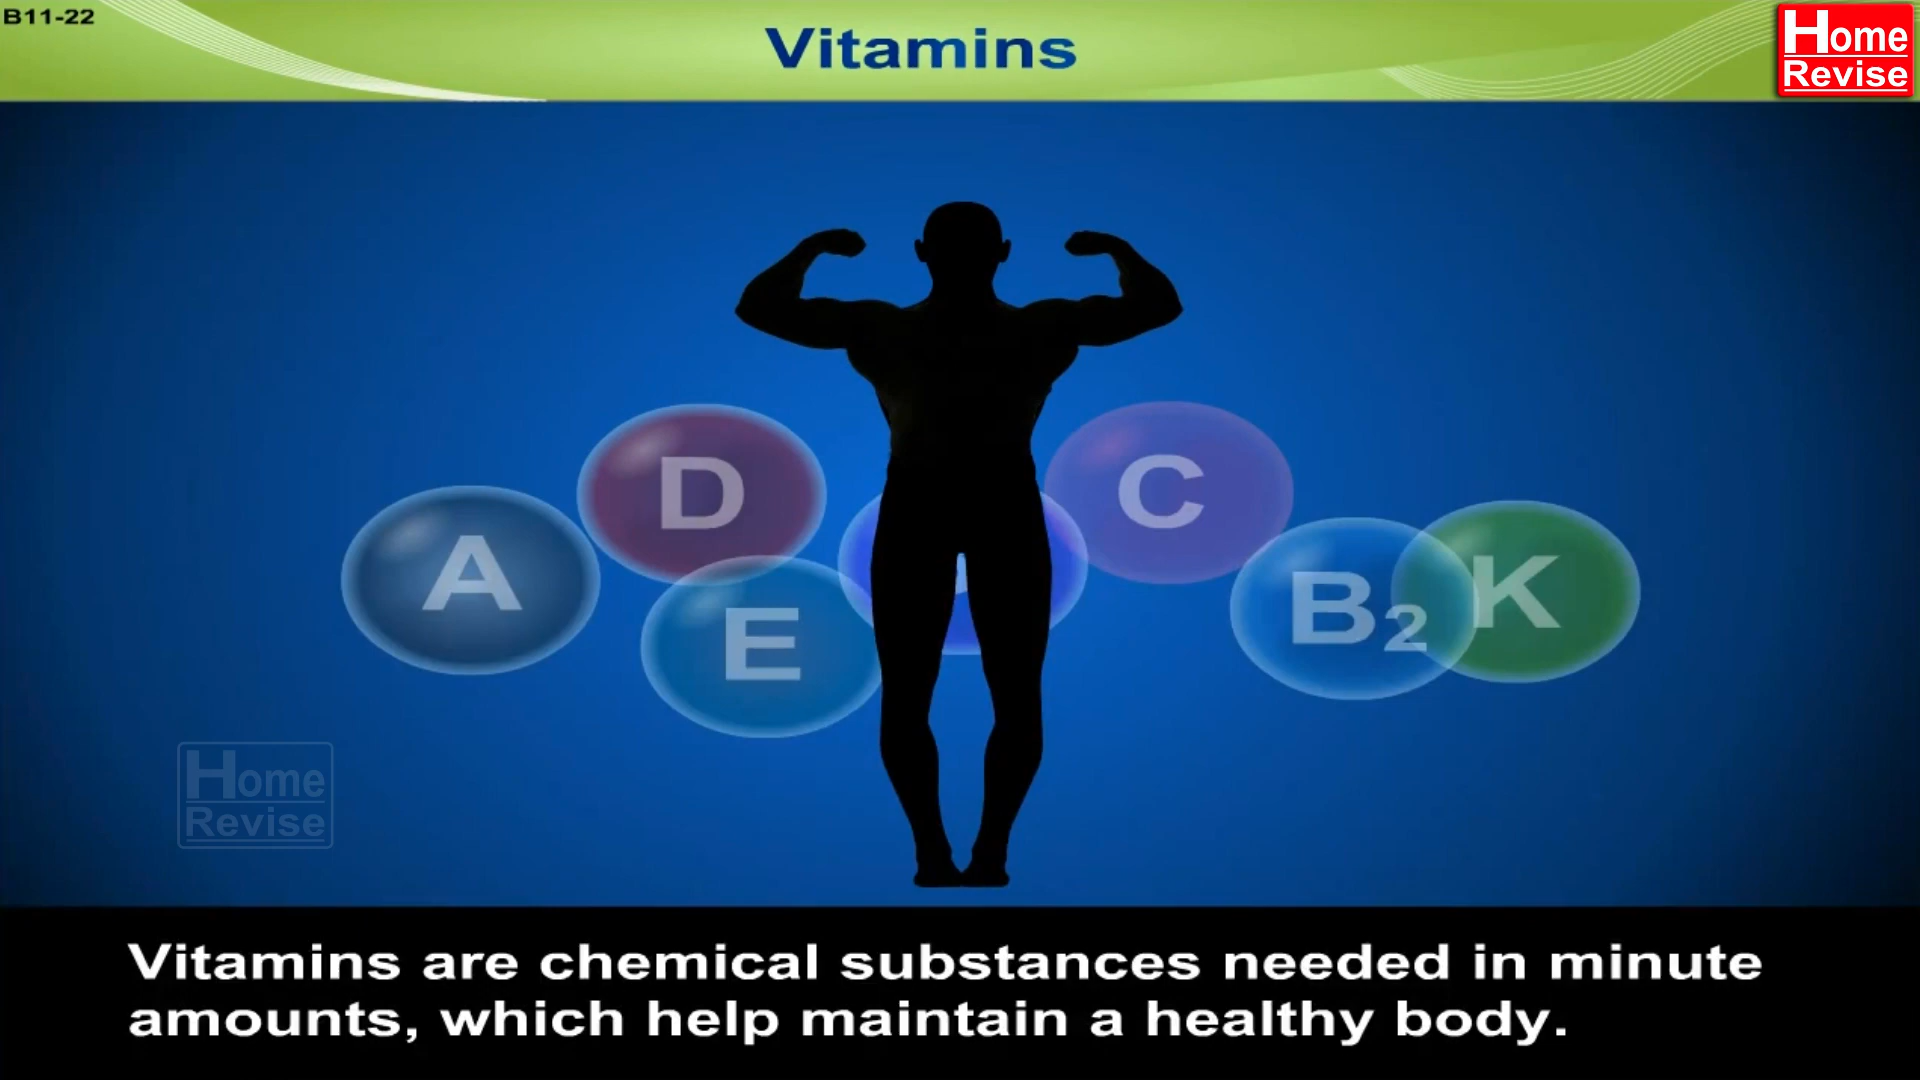 B11-22
Vitamins
Home
Revise
D
C
A
E
B2
K
Home
Revise
Vitamins are chemical substances needed in minute
amounts, which help maintain a healthy body.